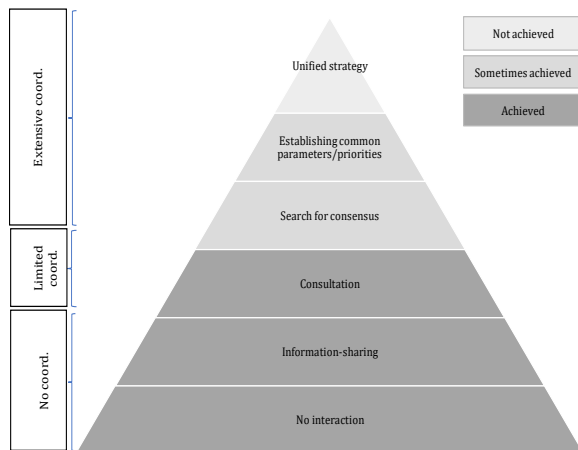 Extensive coord.
Limited
coord.
No coord.
Unified strategy
Establishing common
parameters/priorities
Search for consensus
Consultation
Information-sharing
No interaction
Not achieved
Sometimes achieved
Achieved